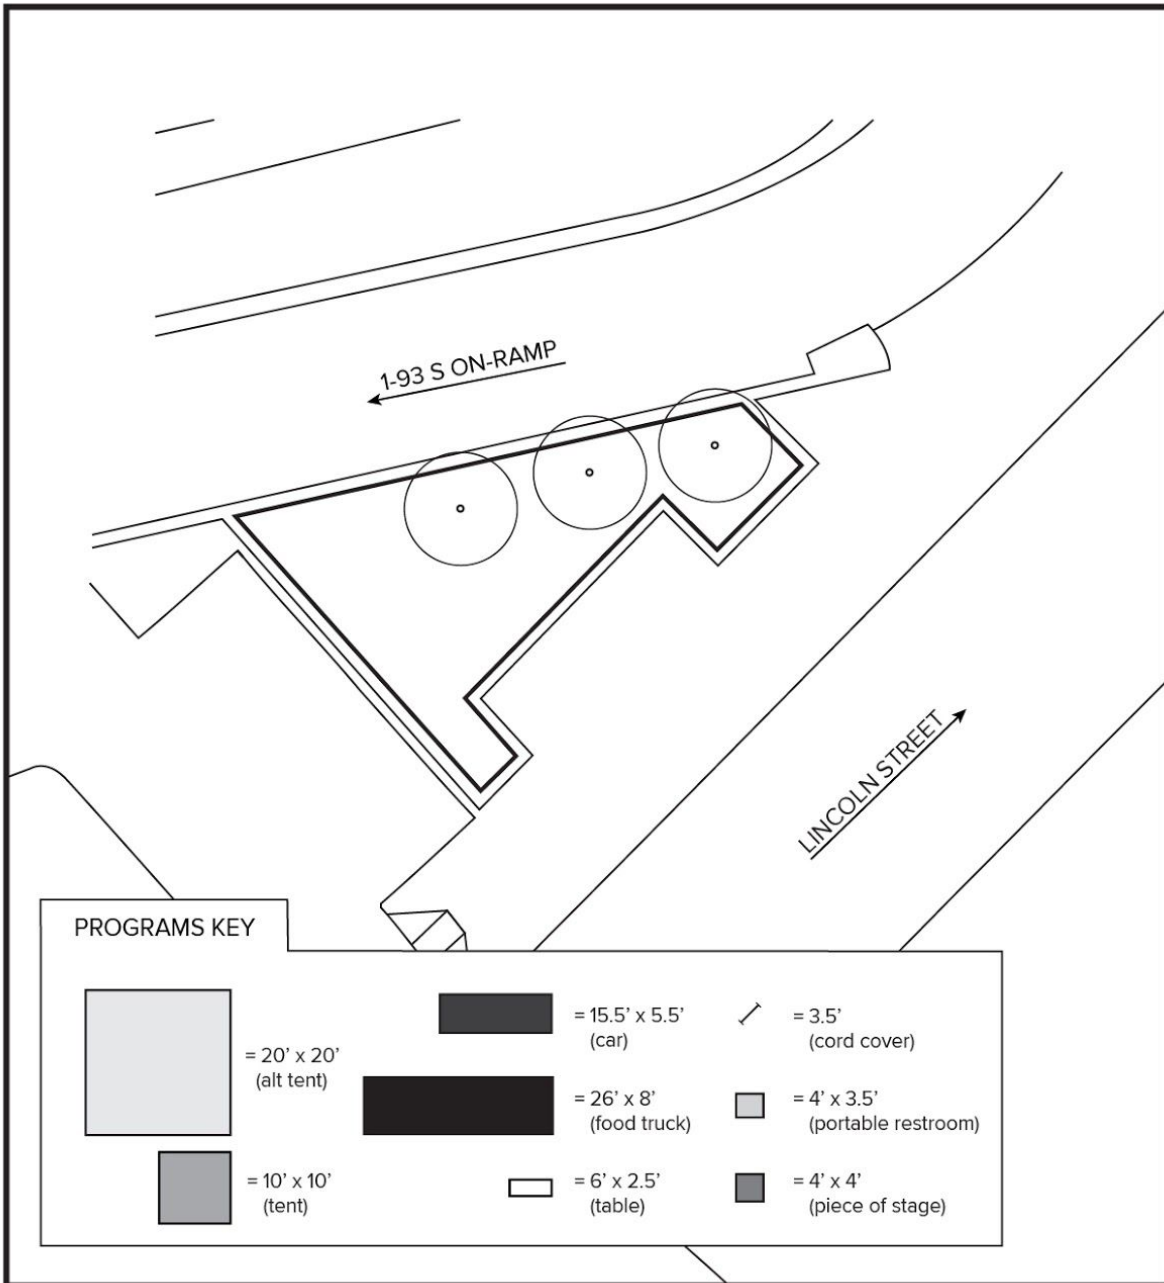 1-93 S ON-RAMP
LINCOLN STREET
PROGRAMS KEY
= 20' x 20'
(alt tent)
= 10' x 10'
(tent)
= 15.5' x 5.5'
(car)
= 26' x 8'
(food truck)
= 6' x 2.5'
(table)
= 3.5'
(cord cover)
= 4' x 3.5'
(portable restroom)
= 4' x 4'
(piece of stage)